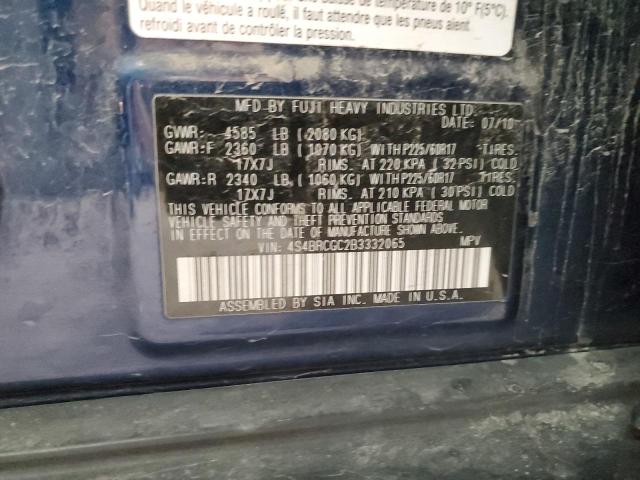 Quand le véhicule a roulé, il faut attendre que les pneus aient
refroidi avant de contrôler la pression.
MFD BY FUJI HEAVY INDUSTRIES LTD.
DATE: 07/10
GVWR: 4585 LB ( 2080 KG)
GAWR:F 2360 LB ( 1070 KG) WITH P225/60R17 TIRES.
17X7J RIMS. AT 220 KPA ( 32 PSI) COLD
GAWR:R 2340 LB ( 1060 KG) WITH P225/60R17 TIRES.
17X7J RIMS. AT 210 KPA ( 30 PSI) COLD
THIS VEHICLE CONFORMS TO ALL APPLICABLE FEDERAL MOTOR
VEHICLE SAFETY AND THEFT PREVENTION STANDARDS
IN EFFECT ON THE DATE OF MANUFACTURE SHOWN ABOVE.
VIN: 4S4BRCGC2B3332065 MPV
ASSEMBLED BY SIA INC. MADE IN U.S.A.